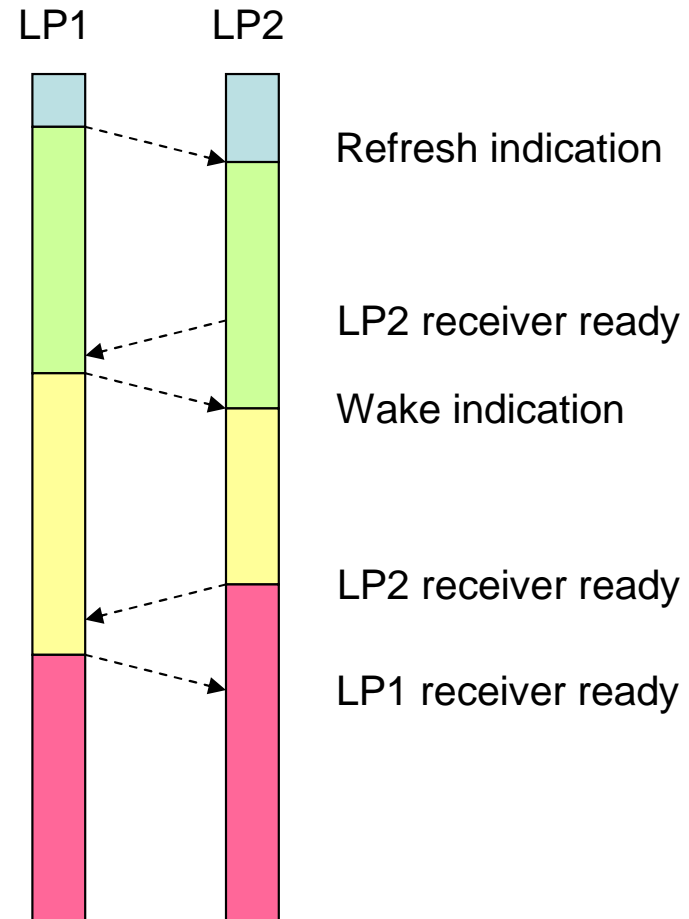 LP1 LP2
Refresh indication
LP2 receiver ready
Wake indication
LP2 receiver ready
LP1 receiver ready